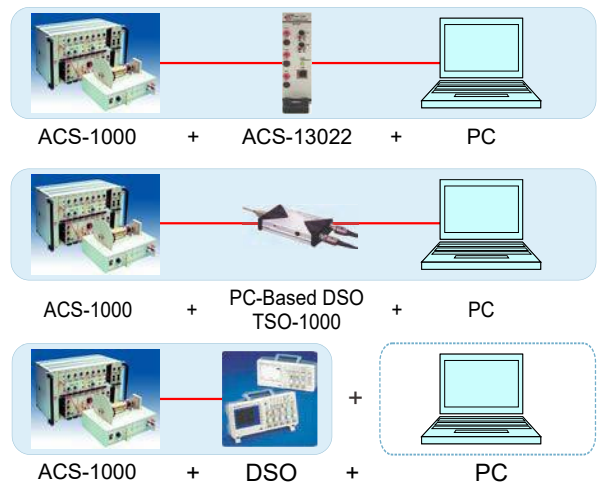 ACS-1000 + ACS-13022 + PC
ACS-1000 + PC-Based DSO TSO-1000 + PC
+
ACS-1000 + DSO + PC